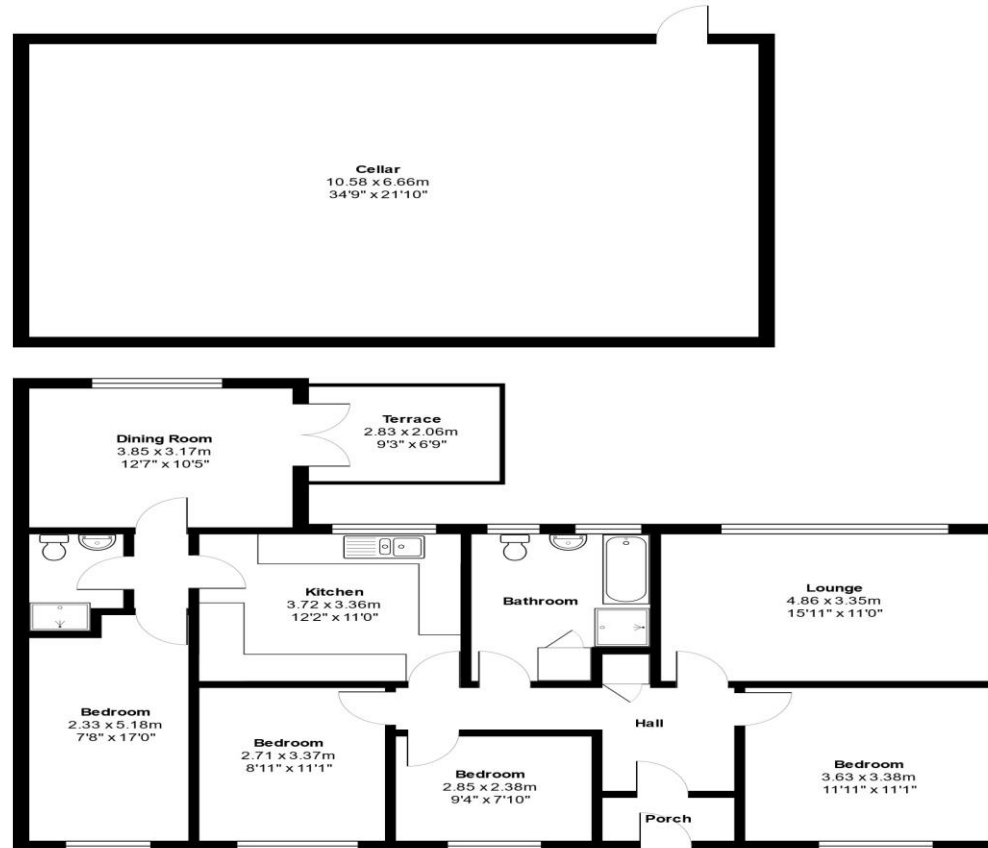 Cellar
10.58 x 6.66m
34'9" x 21'10"
Dining Room
3.85 x 3.17m
12'7" x 10'5"
Terrace
2.83 x 2.06m
9'3" x 6'9"
Kitchen
3.72 x 3.36m
12'2" x 11'0"
Bathroom
Lounge
4.86 x 3.35m
15'11" x 11'0"
Bedroom
2.33 x 5.18m
7'8" x 17'0"
Bedroom
2.71 x 3.37m
8'11" x 11'1"
Bedroom
2.85 x 2.38m
9'4" x 7'10"
Hall
Porch
Bedroom
3.63 x 3.38m
11'11" x 11'1"